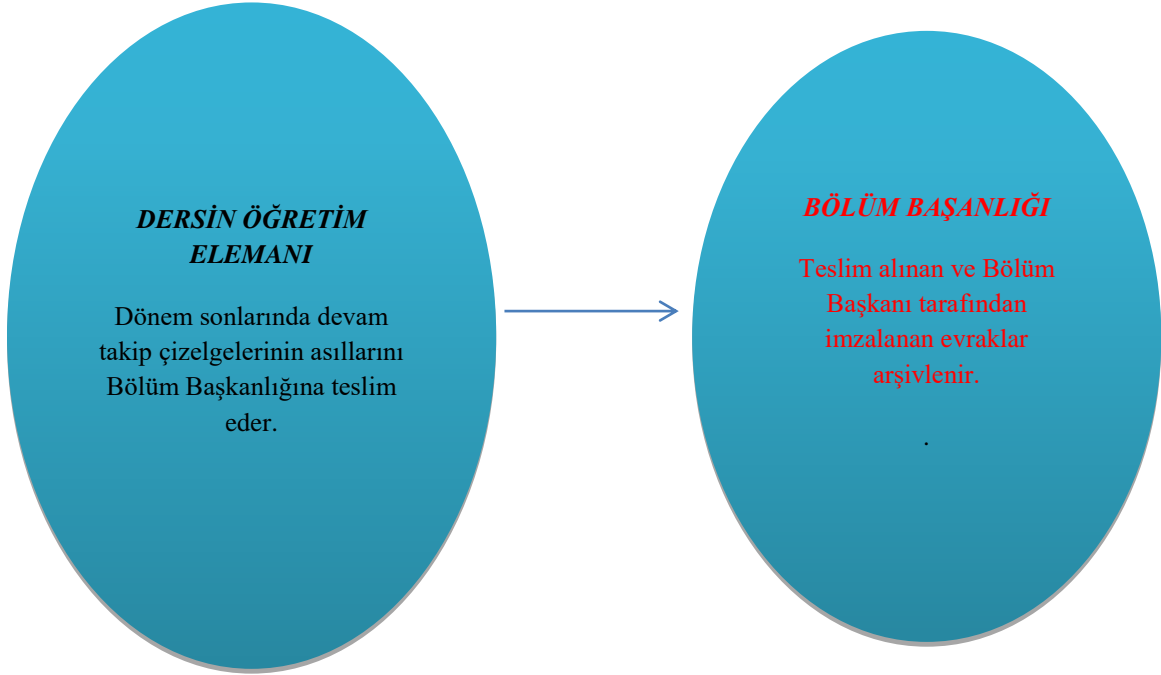 DERSİN ÖĞRETİM
ELEMANI
Dönem sonlarında devam
takip çizelgelerinin asıllarını
Bölüm Başkanlığına teslim
eder.
BÖLÜM BAŞANLIĞI
Teslim alınan ve Bölüm
Başkanı tarafından
imzalanan evraklar
arşivlenir.
.